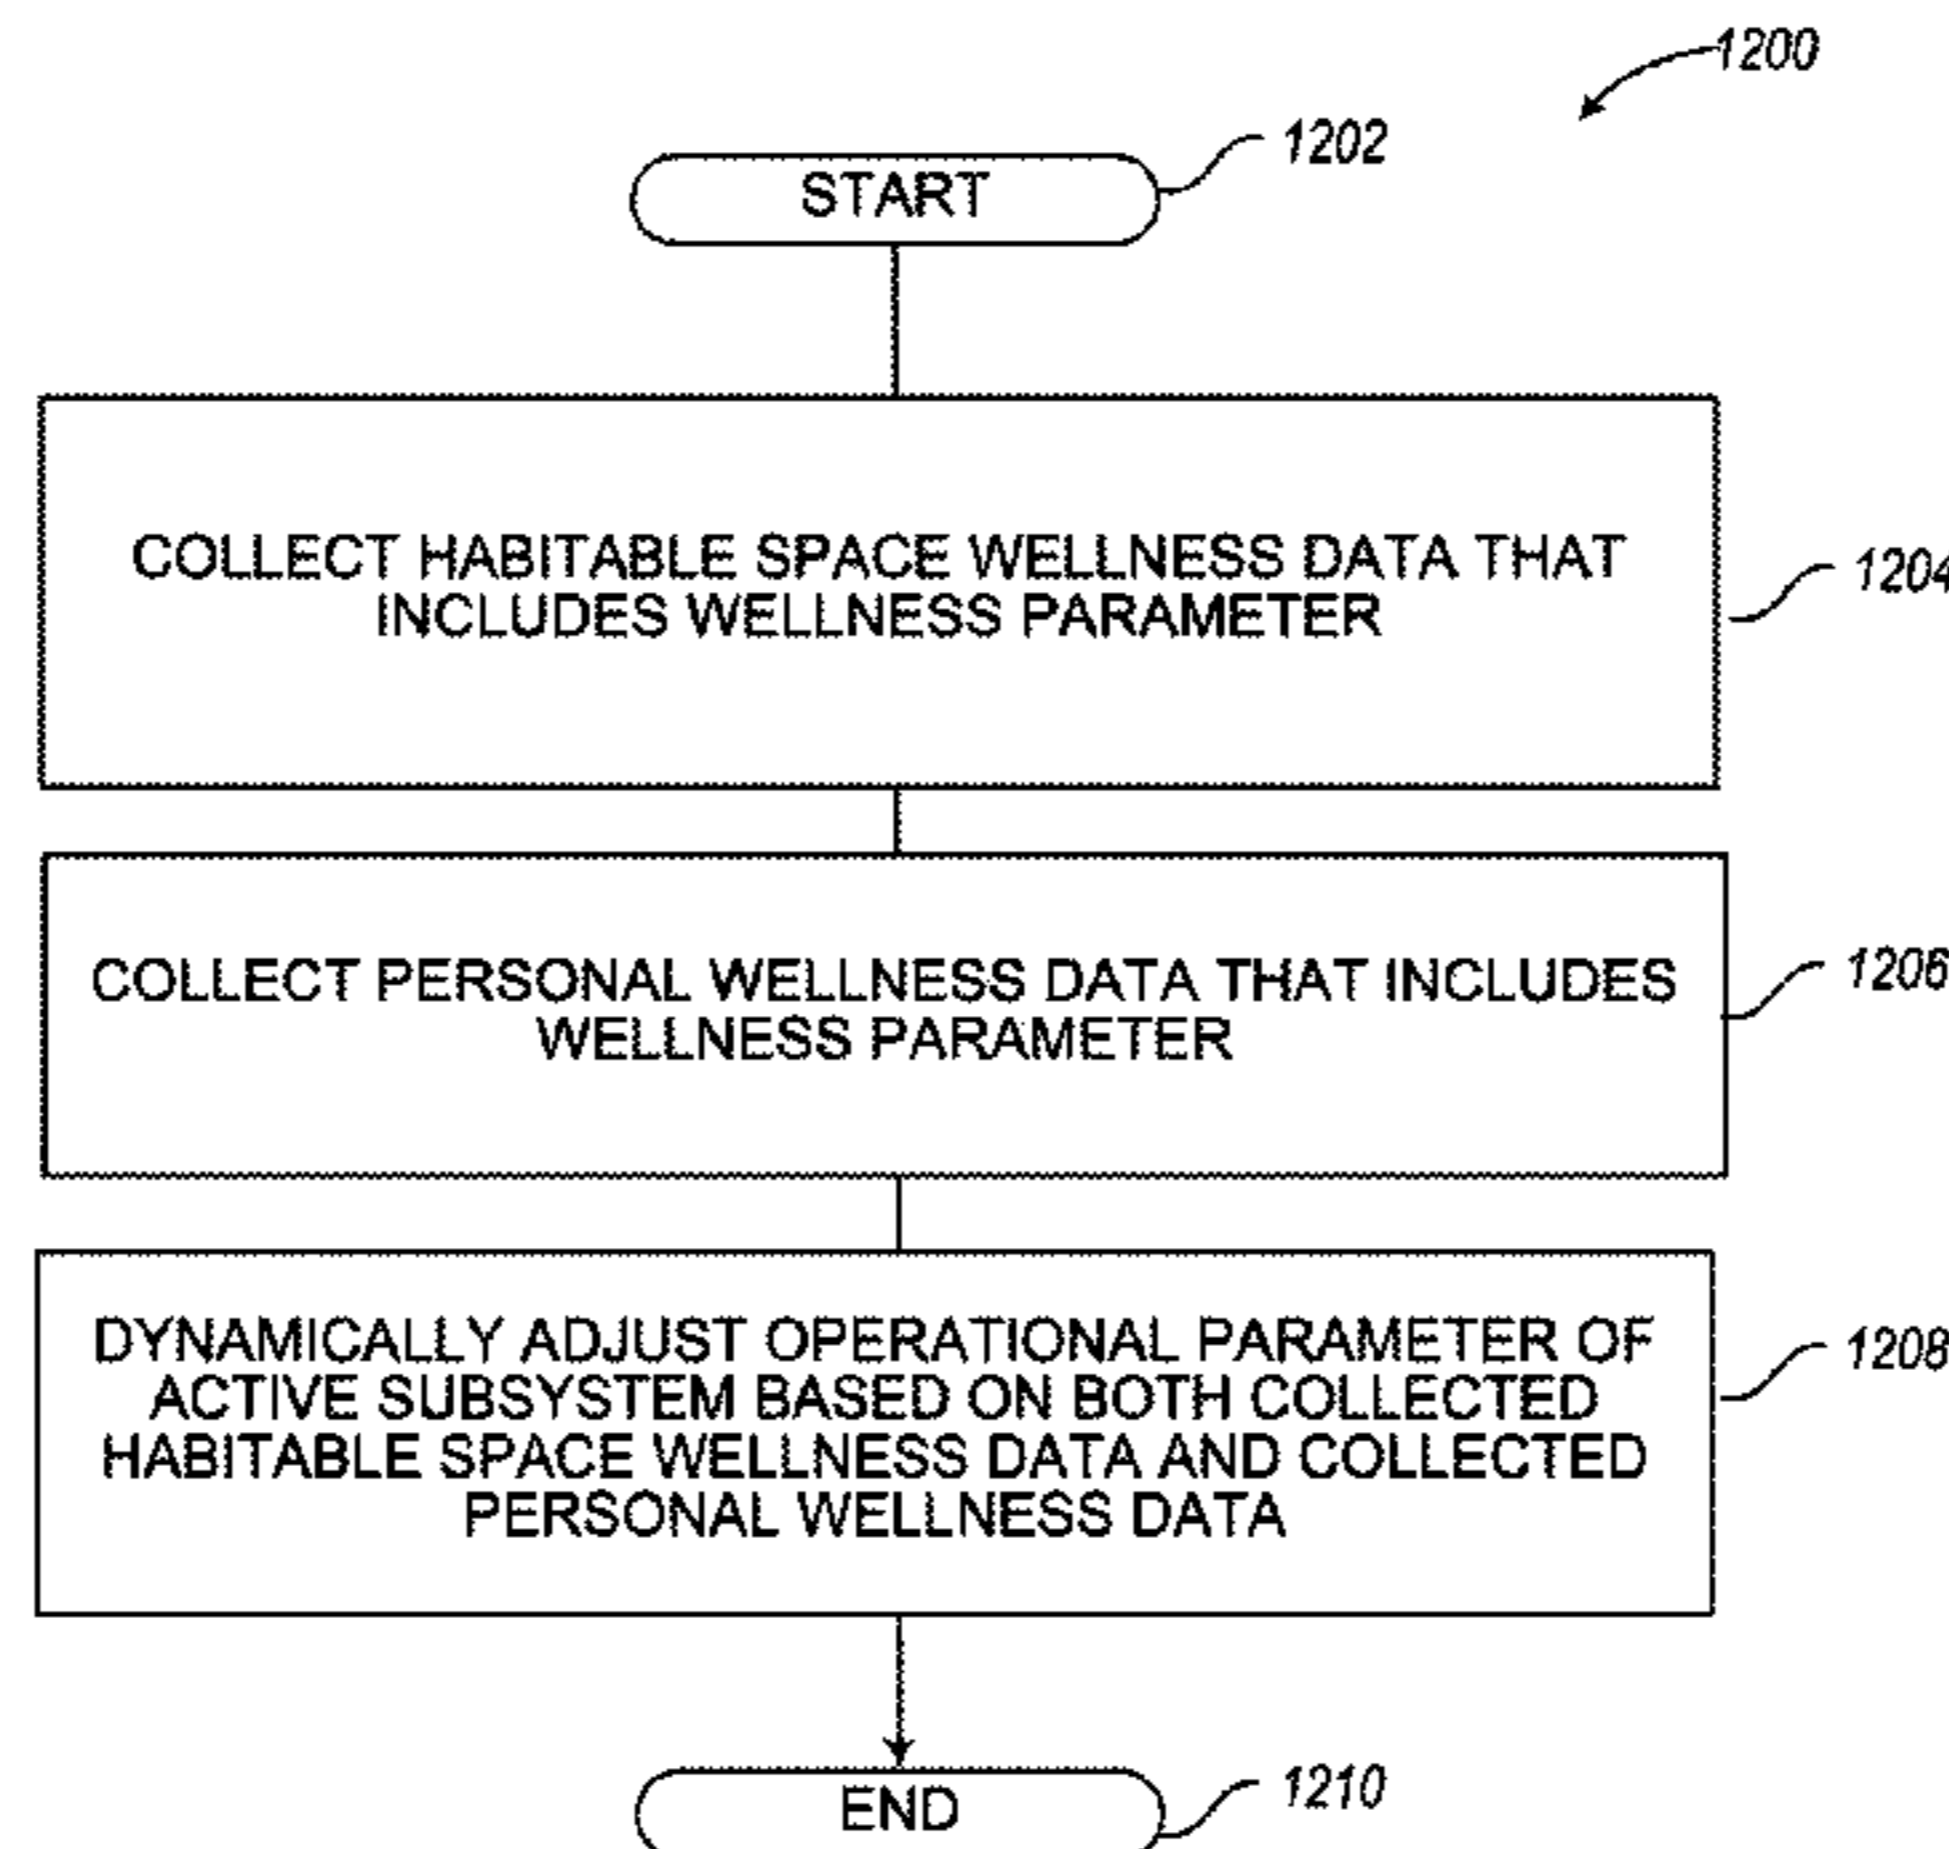 1200
1202
START
COLLECT HABITABLE SPACE WELLNESS DATA THAT
INCLUDES WELLNESS PARAMETER
1204
COLLECT PERSONAL WELLNESS DATA THAT INCLUDES
WELLNESS PARAMETER
1206
DYNAMICALLY ADJUST OPERATIONAL PARAMETER OF
ACTIVE SUBSYSTEM BASED ON BOTH COLLECTED
HABITABLE SPACE WELLNESS DATA AND COLLECTED
PERSONAL WELLNESS DATA
1208
END
1210